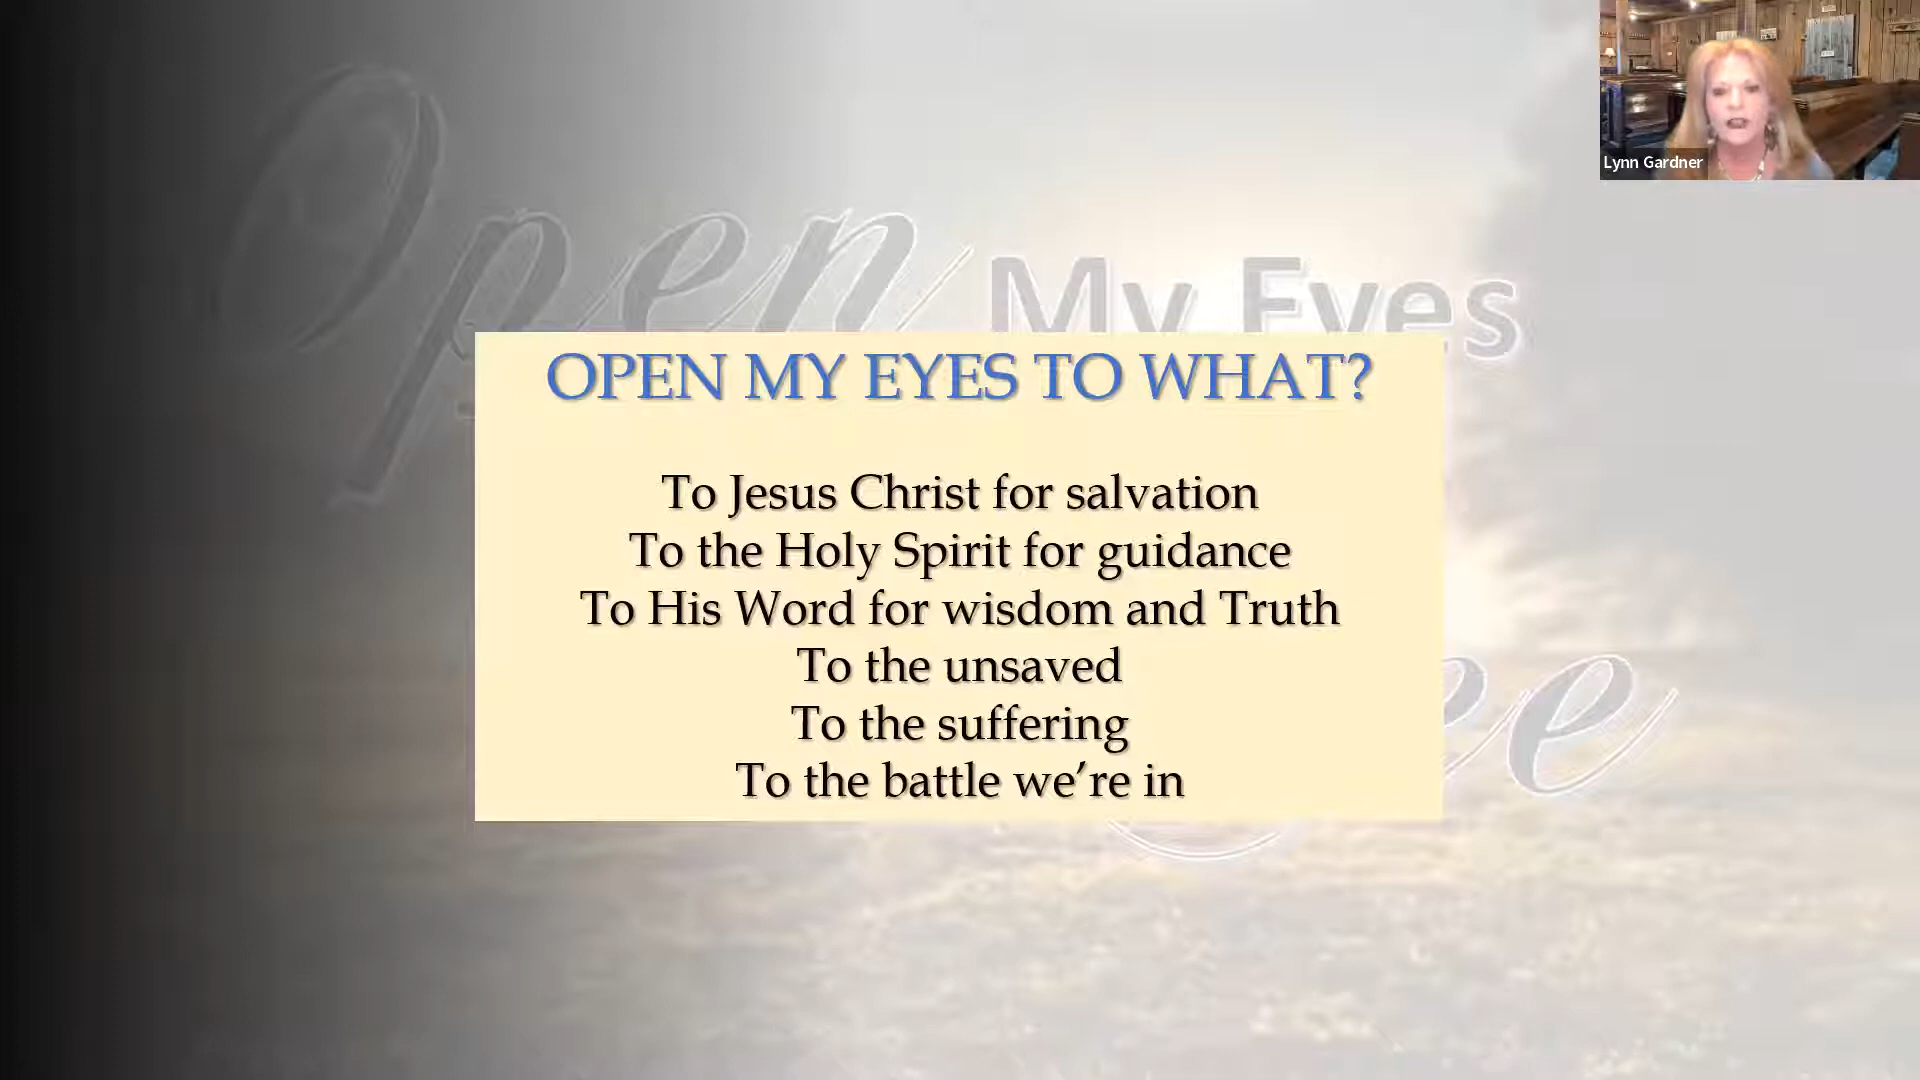 Open My Eyes
Lynn Gardner
OPEN MY EYES TO WHAT?
To Jesus Christ for salvation
To the Holy Spirit for guidance
To His Word for wisdom and Truth
To the unsaved
To the suffering
To the battle we’re in